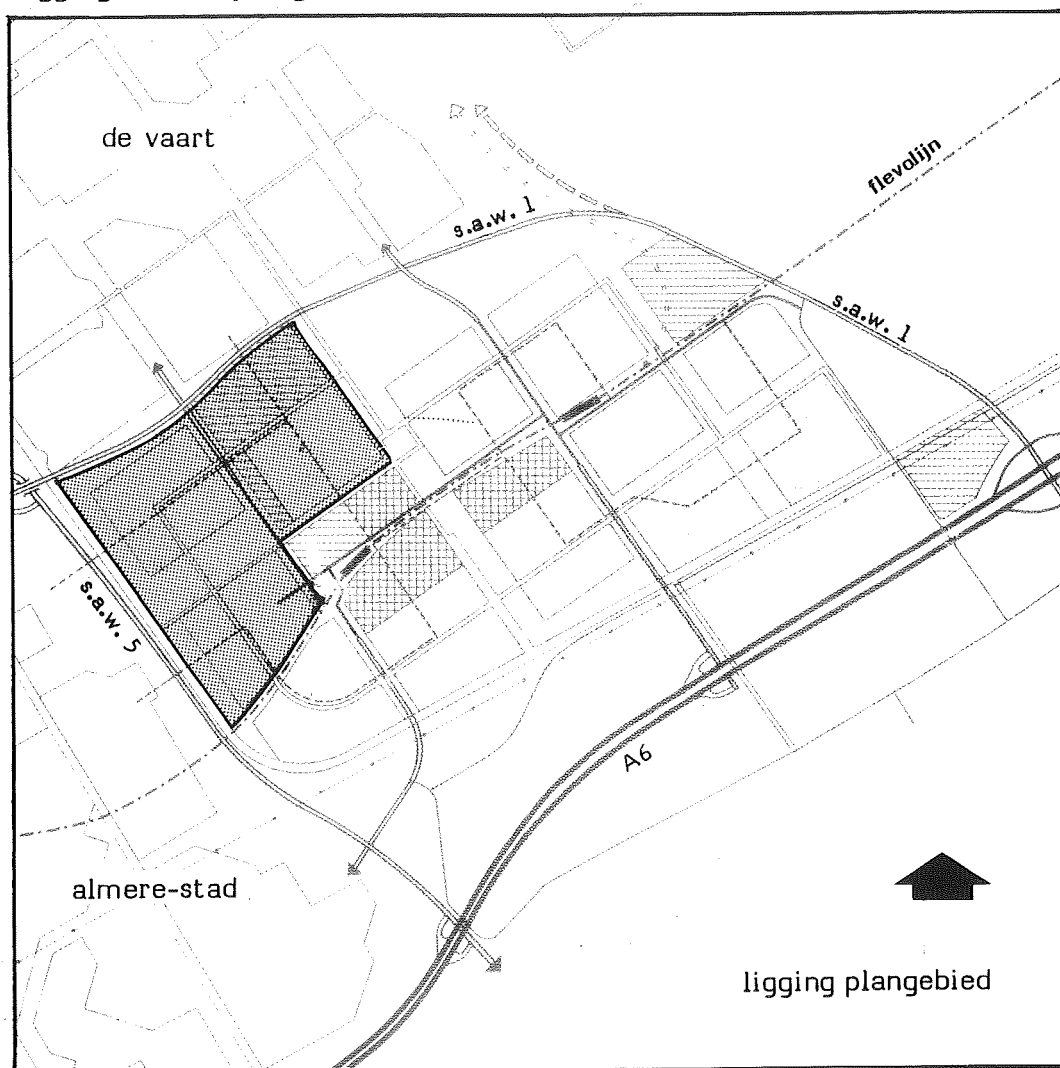 de vaart
flevolijn
s.a.w. 1
s.a.w. 1
s.a.w. 5
A6
almere-stad
ligging plangebied